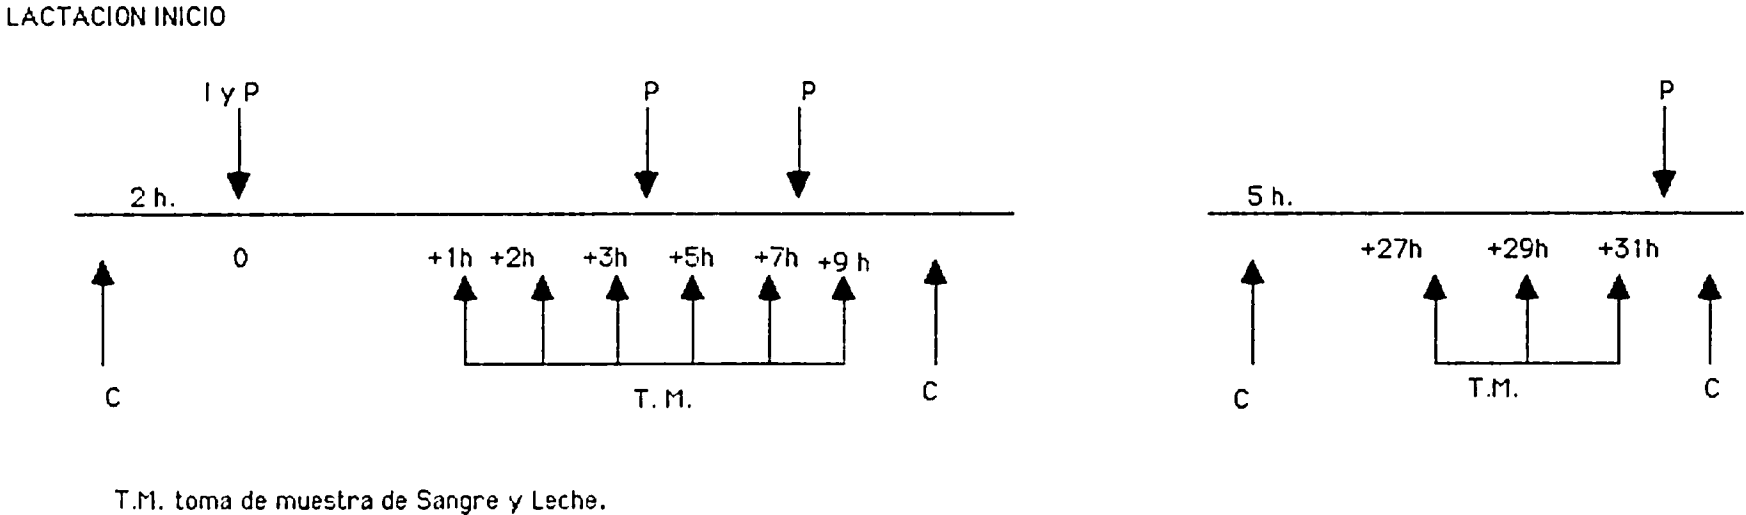 LACTACION INICIO
I y P P P P
2 h. 5 h.
0 +1h +2h +3h +5h +7h +9 h +27h +29h +31h
C T. M. C C T.M. C
T.M. toma de muestra de Sangre y Leche.